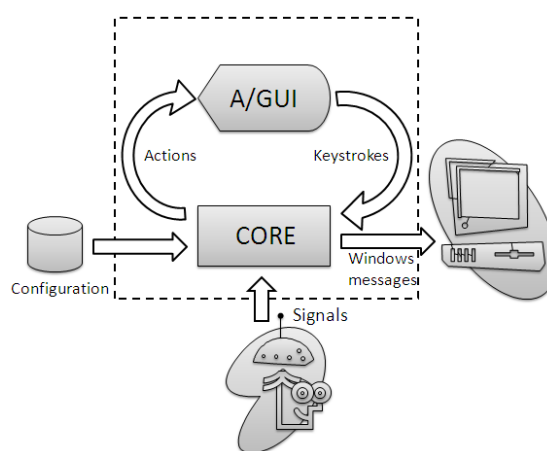 A/GUI
Actions
Keystrokes
CORE
Configuration
Windows
messages
Signals